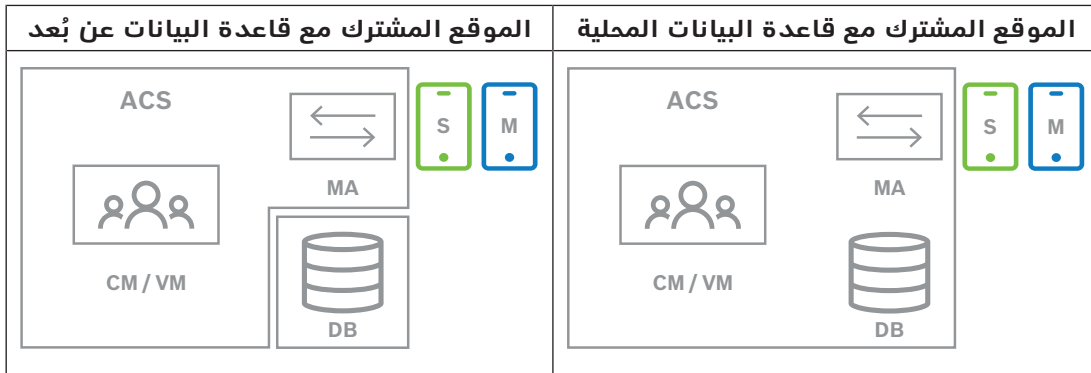 الموقع المشترك مع قاعدة البيانات المحلية
الموقع المشترك مع قاعدة البيانات عن بُعد
ACS
S
M
MA
CM / VM
DB
ACS
S
M
MA
CM / VM
DB